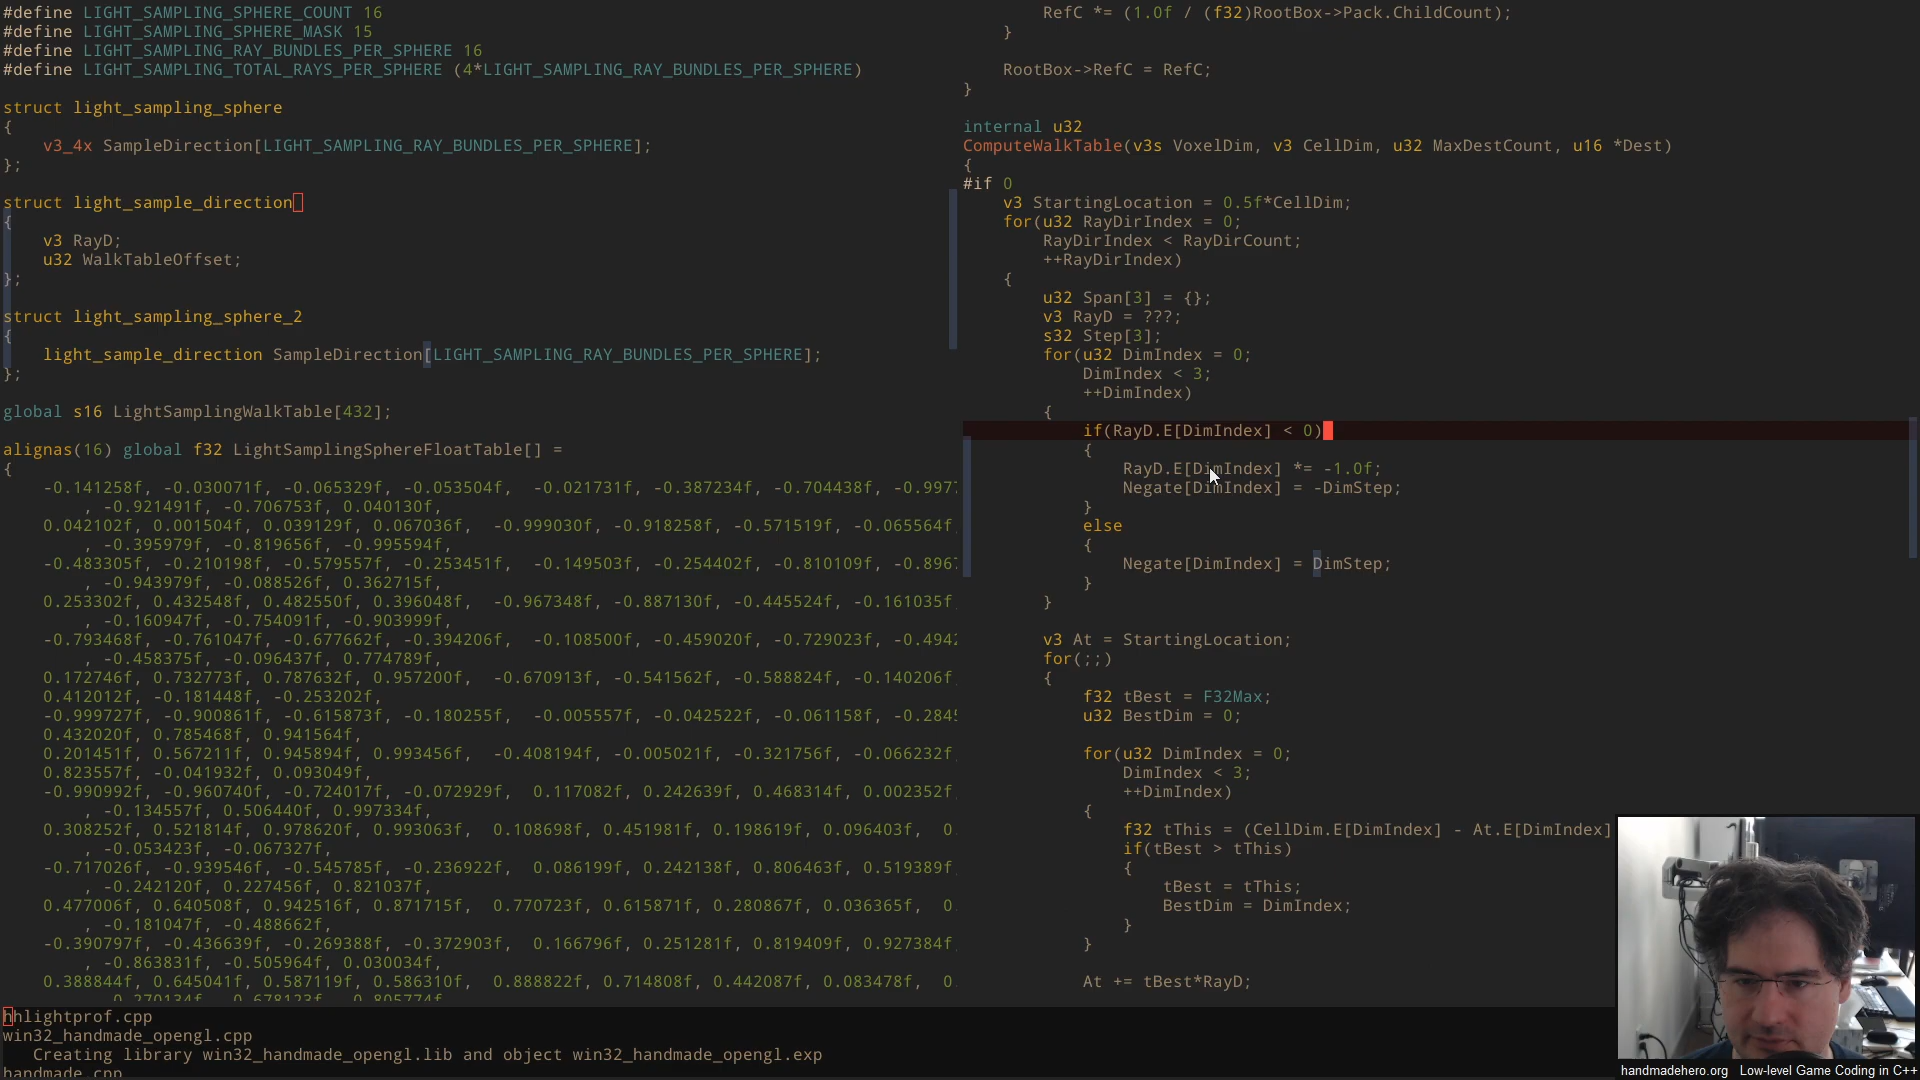 #define LIGHT_SAMPLING_SPHERE_COUNT 16
#define LIGHT_SAMPLING_SPHERE_MASK 15
#define LIGHT_SAMPLING_RAY_BUNDLES_PER_SPHERE 16
#define LIGHT_SAMPLING_TOTAL_RAYS_PER_SPHERE (4*LIGHT_SAMPLING_RAY_BUNDLES_PER_SPHERE)
struct light_sampling_sphere
{
v3_4x SampleDirection[LIGHT_SAMPLING_RAY_BUNDLES_PER_SPHERE];
};
struct light_sample_direction
{
v3 RayD;
u32 WalkTableOffset;
};
struct light_sampling_sphere_2
{
light_sample_direction SampleDirection[LIGHT_SAMPLING_RAY_BUNDLES_PER_SPHERE];
};
global s16 LightSamplingWalkTable[432];
alignas(16) global f32 LightSamplingSphereFloatTable[] =
{
-0.141258f, -0.030071f, -0.065329f, -0.053504f, -0.021731f, -0.387234f, -0.704438f, -0.997
, -0.921491f, -0.706753f, 0.040130f,
0.042102f, 0.001504f, 0.039129f, 0.067036f, -0.999030f, -0.918258f, -0.571519f, -0.065564f,
, -0.395979f, -0.819656f, -0.995594f,
-0.483305f, -0.210198f, -0.579557f, -0.253451f, -0.149503f, -0.254402f, -0.810109f, -0.896
, -0.943979f, -0.088526f, 0.362715f,
0.253302f, 0.432548f, 0.482550f, 0.396048f, -0.967348f, -0.887130f, -0.445524f, -0.161035f,
, -0.160947f, -0.754091f, -0.903999f,
-0.793468f, -0.761047f, -0.677662f, -0.394206f, -0.108500f, -0.459020f, -0.729023f, -0.494
, -0.458375f, -0.096437f, 0.774789f,
0.172746f, 0.732773f, 0.787632f, 0.957200f, -0.670913f, -0.541562f, -0.588824f, -0.140206f,
0.412012f, -0.181448f, -0.253202f,
-0.999727f, -0.900861f, -0.615873f, -0.180255f, -0.005557f, -0.042522f, -0.061158f, -0.284
0.432020f, 0.785468f, 0.941564f,
0.201451f, 0.567211f, 0.945894f, 0.993456f, -0.408194f, -0.005021f, -0.321756f, -0.066232f,
0.823557f, -0.041932f, 0.093049f,
-0.990992f, -0.960740f, -0.724017f, -0.072929f, 0.117082f, 0.242639f, 0.468314f, 0.002352f,
, -0.134557f, 0.506440f, 0.997334f,
0.308252f, 0.521814f, 0.978620f, 0.993063f, 0.108698f, 0.451981f, 0.198619f, 0.096403f, 0.
, -0.053423f, -0.067327f,
-0.717026f, -0.939546f, -0.545785f, -0.236922f, 0.086199f, 0.242138f, 0.806463f, 0.519389f,
, -0.242120f, 0.227456f, 0.821037f,
0.477006f, 0.640508f, 0.942516f, 0.871715f, 0.770723f, 0.615871f, 0.280867f, 0.036365f, 0.
, -0.181047f, -0.488662f,
-0.390797f, -0.436639f, -0.269388f, -0.372903f, 0.166796f, 0.251281f, 0.819409f, 0.927384f,
, -0.863831f, -0.505964f, 0.030034f,
0.388844f, 0.645041f, 0.587119f, 0.586310f, 0.888822f, 0.714808f, 0.442087f, 0.083478f, 0.
RefC *= (1.0f / (f32)RootBox->Pack.ChildCount);
}
RootBox->RefC = RefC;
}
internal u32
ComputeWalkTable(v3s VoxelDim, v3 CellDim, u32 MaxDestCount, u16 *Dest)
{
#if 0
v3 StartingLocation = 0.5f*CellDim;
for(u32 RayDirIndex = 0;
RayDirIndex < RayDirCount;
++RayDirIndex)
{
u32 Span[3] = {};
v3 RayD = ???;
s32 Step[3];
for(u32 DimIndex = 0;
DimIndex < 3;
++DimIndex)
{
if(RayD.E[DimIndex] < 0)
{
RayD.E[DimIndex] *= -1.0f;
Negate[DimIndex] = -DimStep;
}
else
{
Negate[DimIndex] = DimStep;
}
}
v3 At = StartingLocation;
for(;;)
{
f32 tBest = F32Max;
u32 BestDim = 0;
for(u32 DimIndex = 0;
DimIndex < 3;
++DimIndex)
{
f32 tThis = (CellDim.E[DimIndex] - At.E[DimIndex]
if(tBest > tThis)
{
tBest = tThis;
BestDim = DimIndex;
}
}
At += tBest*RayD;
hhlightprof.cpp
win32_handmade_opengl.cpp
Creating library win32_handmade_opengl.lib and object win32_handmade_opengl.exp
handmade.cpp
handmadehero.org Low-level Game Coding in C++